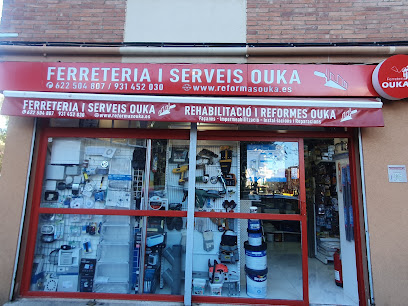 FERRETERIA I SERVEIS OUKA
622 504 807 / 931 452 030
www.reformasouka.es
OUKA
FERRETERIA I SERVEIS OUKA
622 504 807 931 452 030
www.reformasouka.es
REHABILITACIÓ I REFORMES OUKA